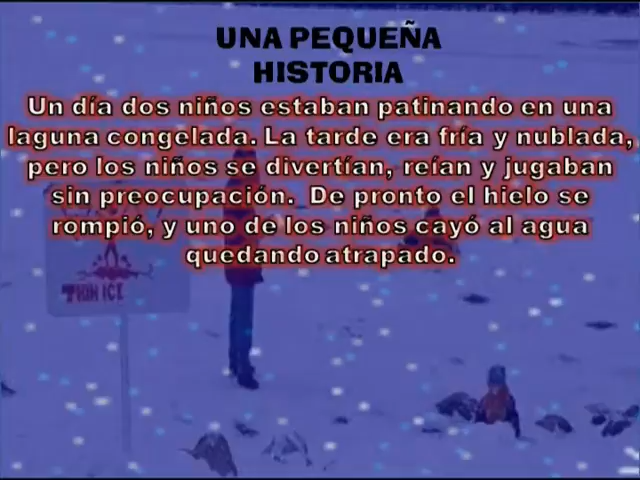 UNA PEQUEÑA
HISTORIA
Un día dos niños estaban patinando en una
laguna congelada. La tarde era fría y nublada,
pero los niños se divertían, reían y jugaban
sin preocupación. De pronto el hielo se
rompió, y uno de los niños cayó al agua
quedando atrapado.
THIN ICE